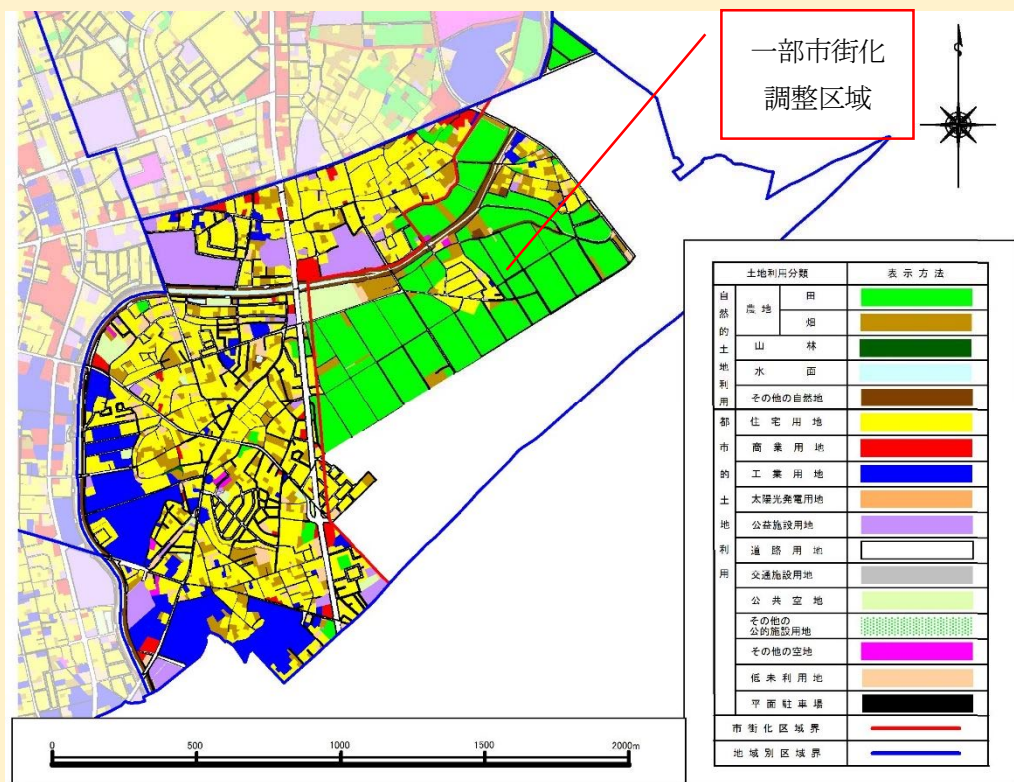 一部市街化
調整区域
土地利用分類 表示方法
自然的土地利用
農地 田
畑
山林
水面
その他の自然地
都市的土地利用
住宅用地
商業用地
工業用地
太陽光発電用地
公益施設用地
道路用地
交通施設用地
公共空地
その他の
公的施設用地
その他の空地
低未利用地
平面駐車場
市街化区域界
地域別区域界
0 500 1000 1500 2000m